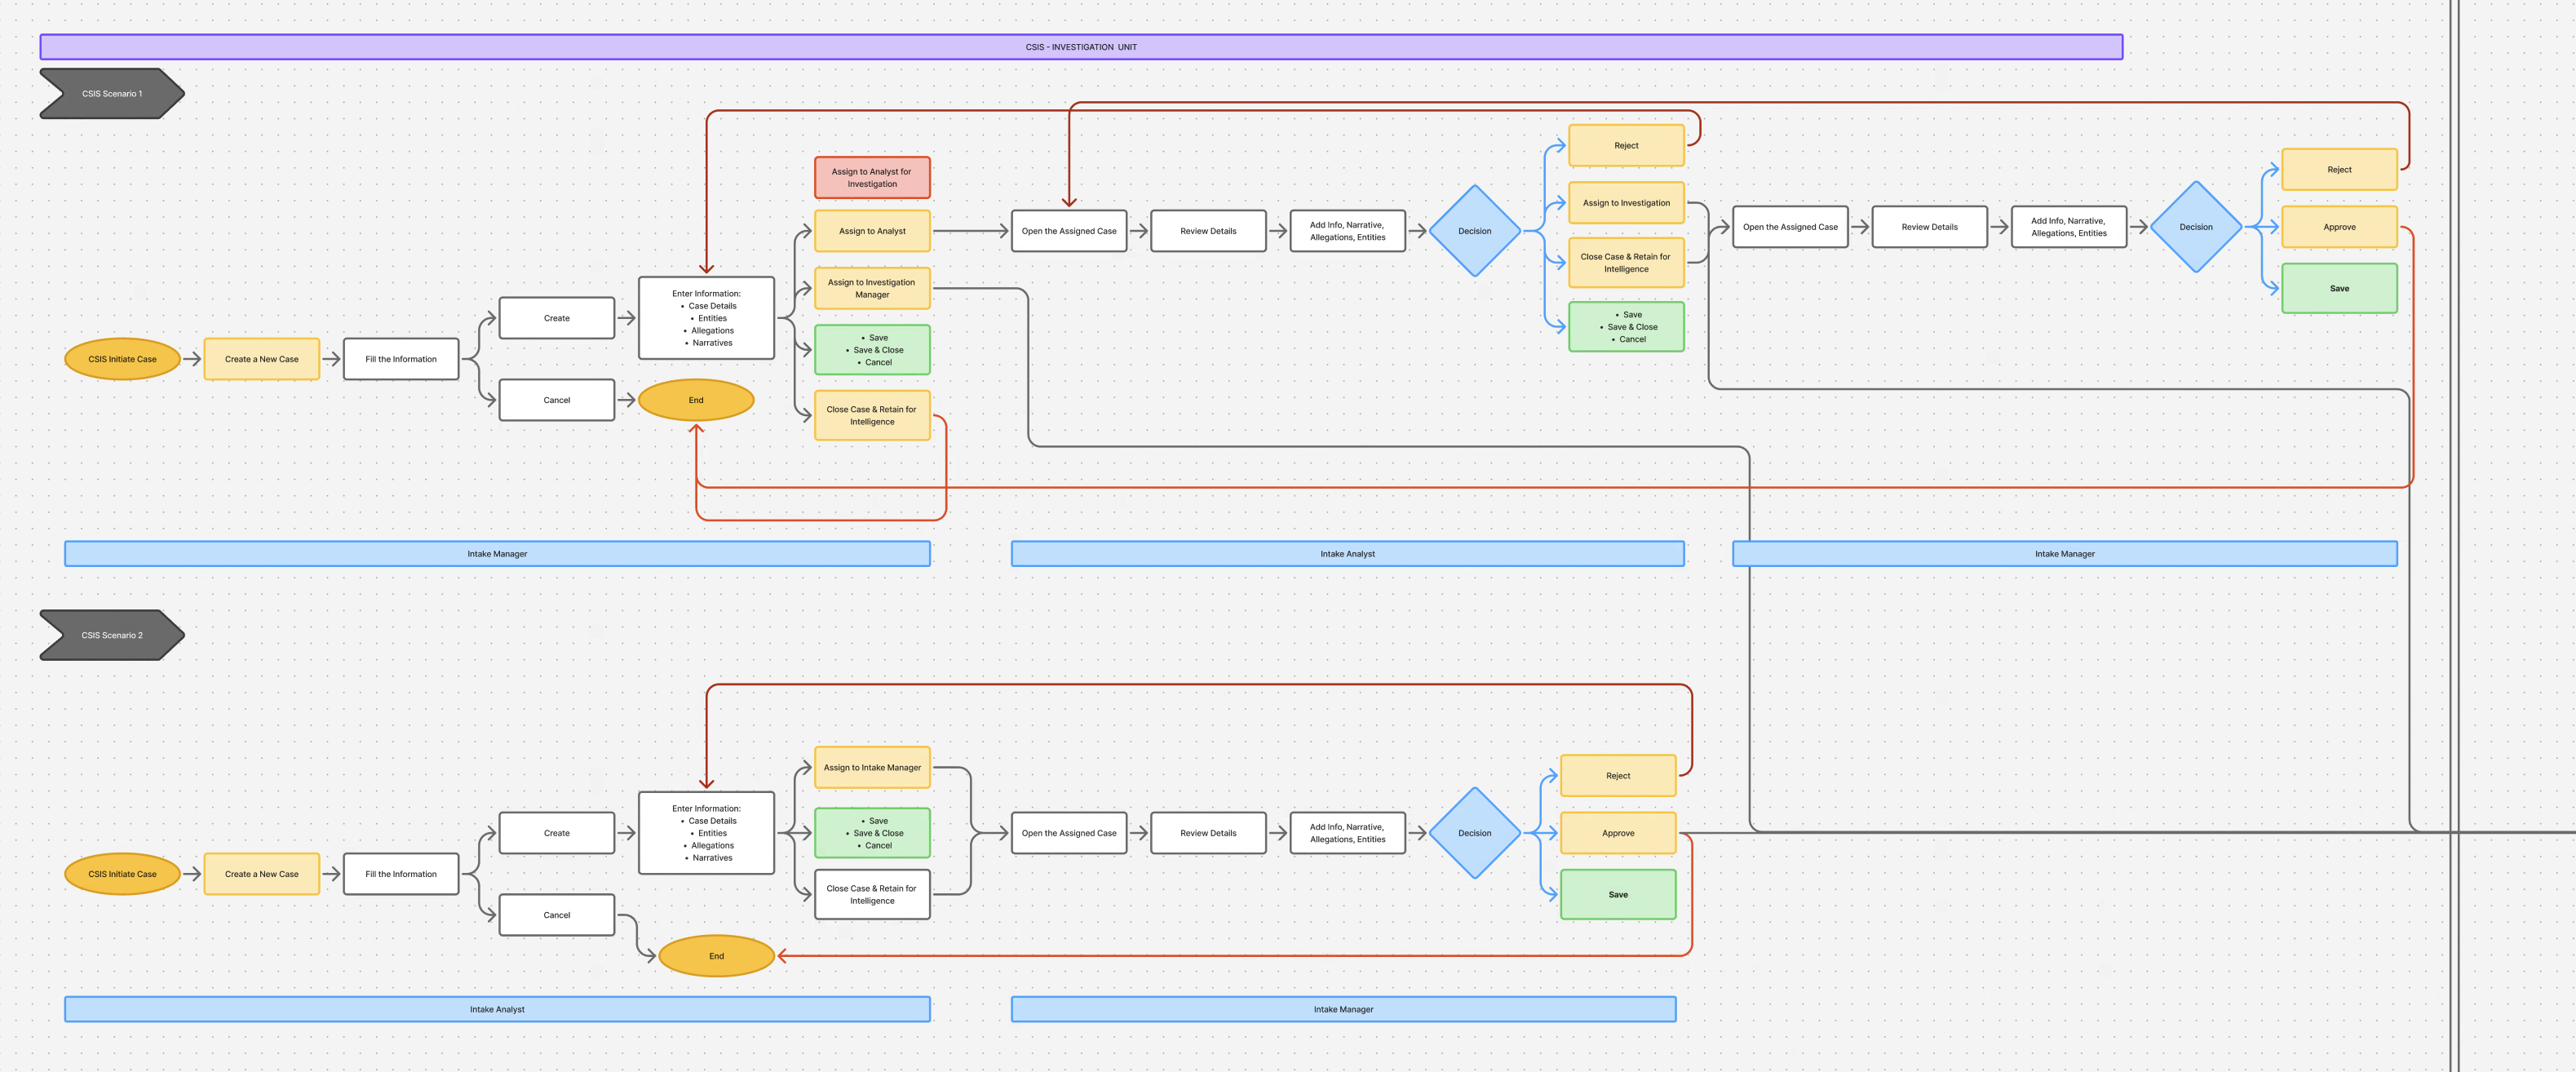 CSIS - INVESTIGATION UNIT
CSIS Scenario 1
Reject
Reject
Assign to Analyst for
Investigation
Assign to Investigation
Approve
Assign to Analyst
Open the Assigned Case
Review Details
Add Info, Narrative,
Allegations, Entities
Decision
Open the Assigned Case
Review Details
Add Info, Narrative,
Allegations, Entities
Decision
Close Case & Retain for
Intelligence
Assign to Investigation
Manager
Save
Enter Information:
• Case Details
• Entities
• Allegations
• Narratives
Create
• Save
• Save & Close
• Cancel
• Save
• Save & Close
• Cancel
CSIS Initiate Case
Create a New Case
Fill the Information
Cancel
End
Close Case & Retain for
Intelligence
Intake Manager
Intake Analyst
Intake Manager
CSIS Scenario 2
Assign to Intake Manager
Reject
Enter Information:
• Case Details
• Entities
• Allegations
• Narratives
Create
• Save
• Save & Close
• Cancel
Open the Assigned Case
Review Details
Add Info, Narrative,
Allegations, Entities
Decision
Approve
CSIS Initiate Case
Create a New Case
Fill the Information
Close Case & Retain for
Intelligence
Save
Cancel
End
Intake Analyst
Intake Manager